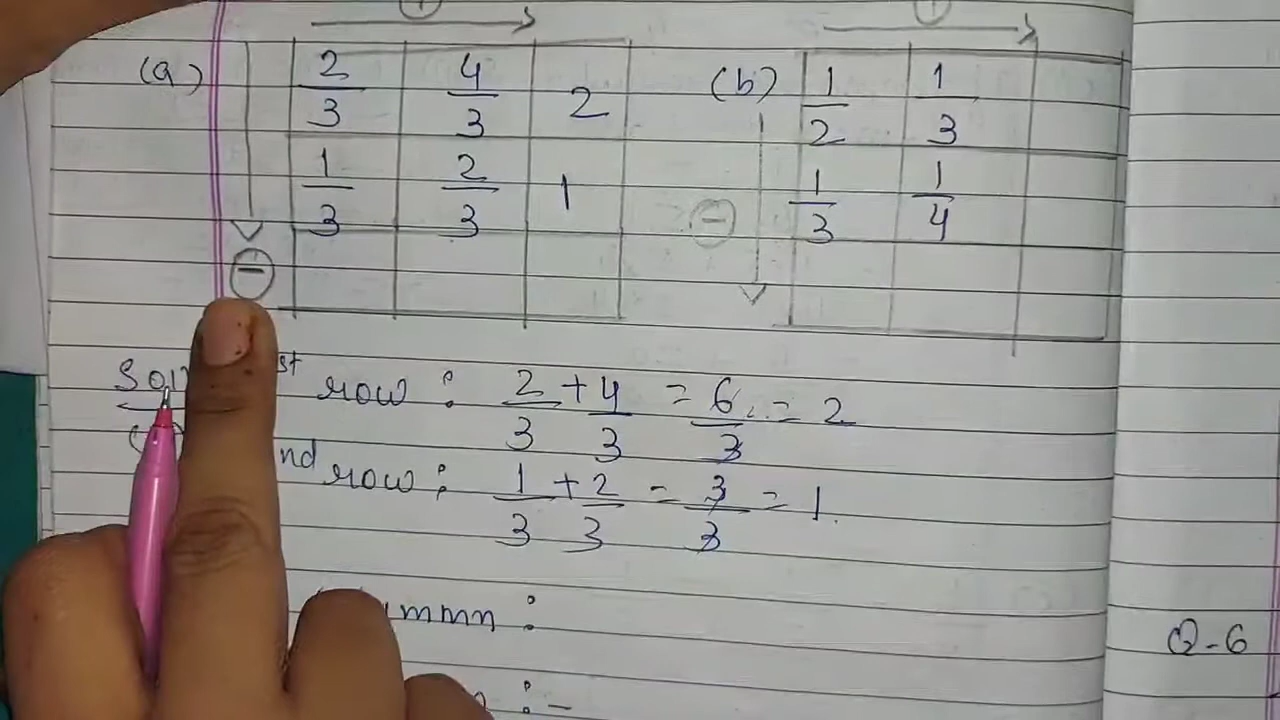 (a) 2/3 4/3 2
1/3 2/3 1
−
(b) 1/2 1/3
− 1/3 1/4
st row : 2/3 + 4/3 = 6/3 = 2
nd row : 1/3 + 2/3 = 3/3 = 1.
:
: -
Q-6